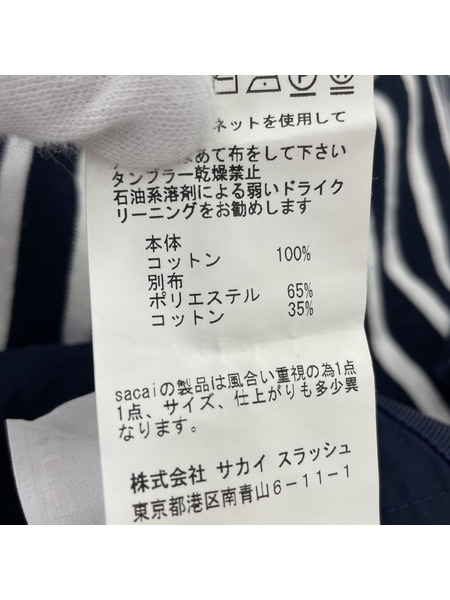 ネットを使用して
めて布をして下さい
タンブラー乾燥禁止
石油系溶剤による弱いドライク
リーニングをお勧めします
本体
コットン 100%
別布
ポリエステル 65%
コットン 35%
sacaiの製品は風合い重視の為1点
1点、サイズ、仕上がりも多少異
なります。
株式会社 サカイ スラッシュ
東京都港区南青山6-11-1